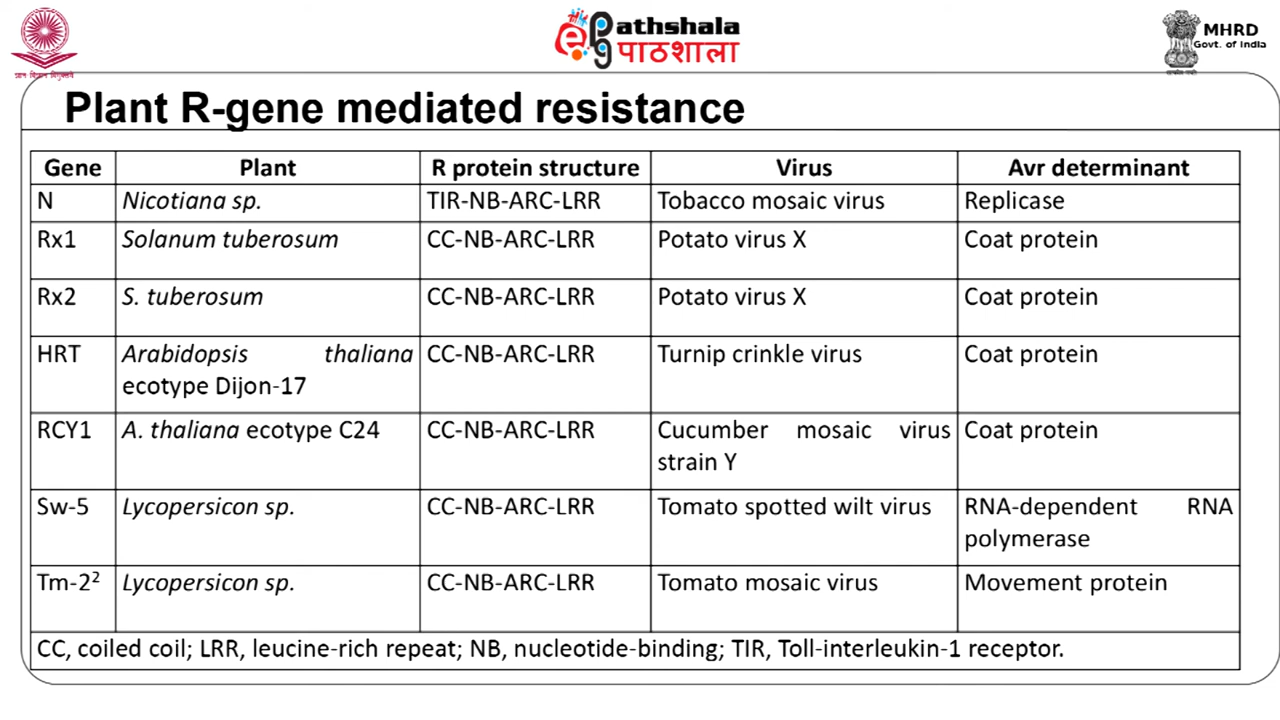 ज्ञान-विज्ञान विमुक्तये
ePG athshala
पाठशाला
MHRD
Govt. of India
Plant R-gene mediated resistance
Gene Plant R protein structure Virus Avr determinant
N Nicotiana sp. TIR-NB-ARC-LRR Tobacco mosaic virus Replicase
Rx1 Solanum tuberosum CC-NB-ARC-LRR Potato virus X Coat protein
Rx2 S. tuberosum CC-NB-ARC-LRR Potato virus X Coat protein
HRT Arabidopsis thaliana CC-NB-ARC-LRR Turnip crinkle virus Coat protein
ecotype Dijon-17
RCY1 A. thaliana ecotype C24 CC-NB-ARC-LRR Cucumber mosaic virus Coat protein
strain Y
Sw-5 Lycopersicon sp. CC-NB-ARC-LRR Tomato spotted wilt virus RNA-dependent RNA
polymerase
Tm-2² Lycopersicon sp. CC-NB-ARC-LRR Tomato mosaic virus Movement protein
CC, coiled coil; LRR, leucine-rich repeat; NB, nucleotide-binding; TIR, Toll-interleukin-1 receptor.